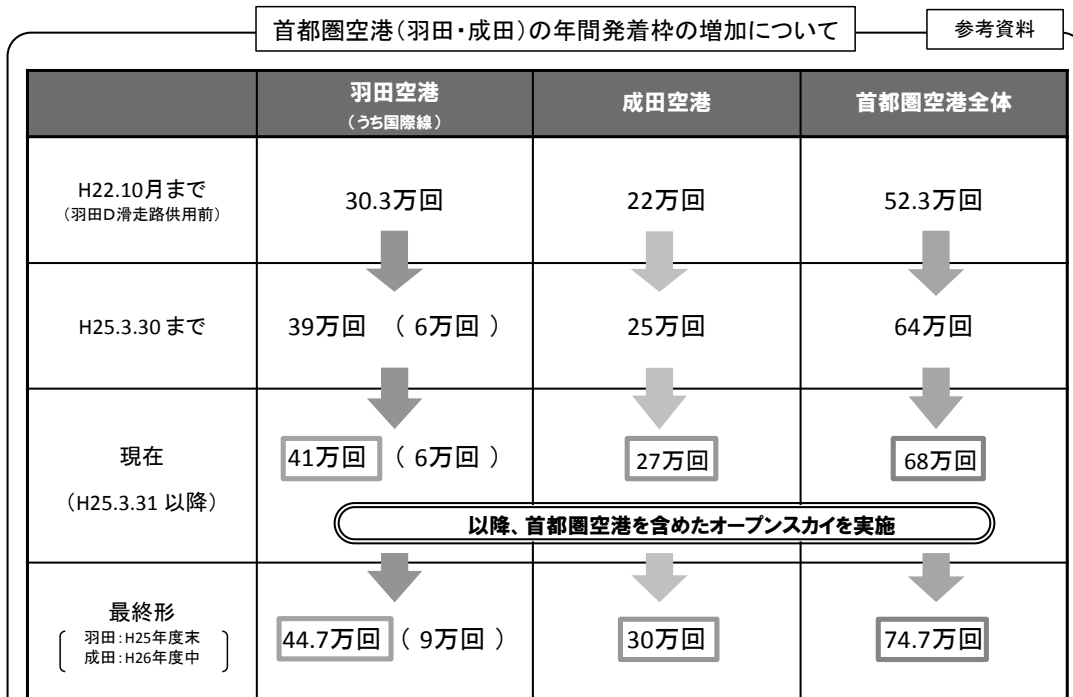 首都圏空港(羽田・成田)の年間発着枠の増加について
参考資料
羽田空港
(うち国際線)
成田空港
首都圏空港全体
H22.10月まで
(羽田D滑走路供用前)
30.3万回
22万回
52.3万回
H25.3.30 まで
39万回 ( 6万回 )
25万回
64万回
現在
(H25.3.31 以降)
41万回 ( 6万回 )
27万回
68万回
以降、首都圏空港を含めたオープンスカイを実施
最終形
羽田:H25年度末
成田:H26年度中
44.7万回 ( 9万回 )
30万回
74.7万回